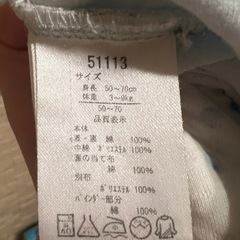 51113
サイズ
身長 50～70cm
体重 3～9kg
50～70
品質表示
本体
表・裏 綿 100%
中綿 ポリエステル 100%
裏の当て布
綿 100%
別布
ポリエステル 100%
バインダー部分
綿 100%